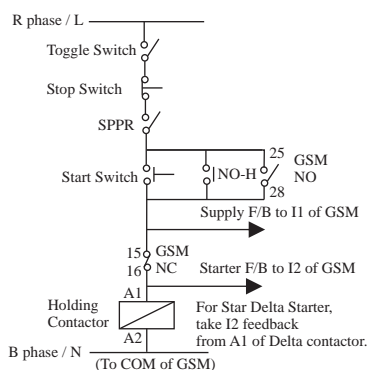 R phase / L
Toggle Switch
Stop Switch
SPPR
Start Switch
NO-H
25
GSM
NO
28
Supply F/B to I1 of GSM
15
GSM
16
NC
Starter F/B to I2 of GSM
A1
Holding
Contactor
A2
For Star Delta Starter,
take I2 feedback
from A1 of Delta contactor.
B phase / N
(To COM of GSM)